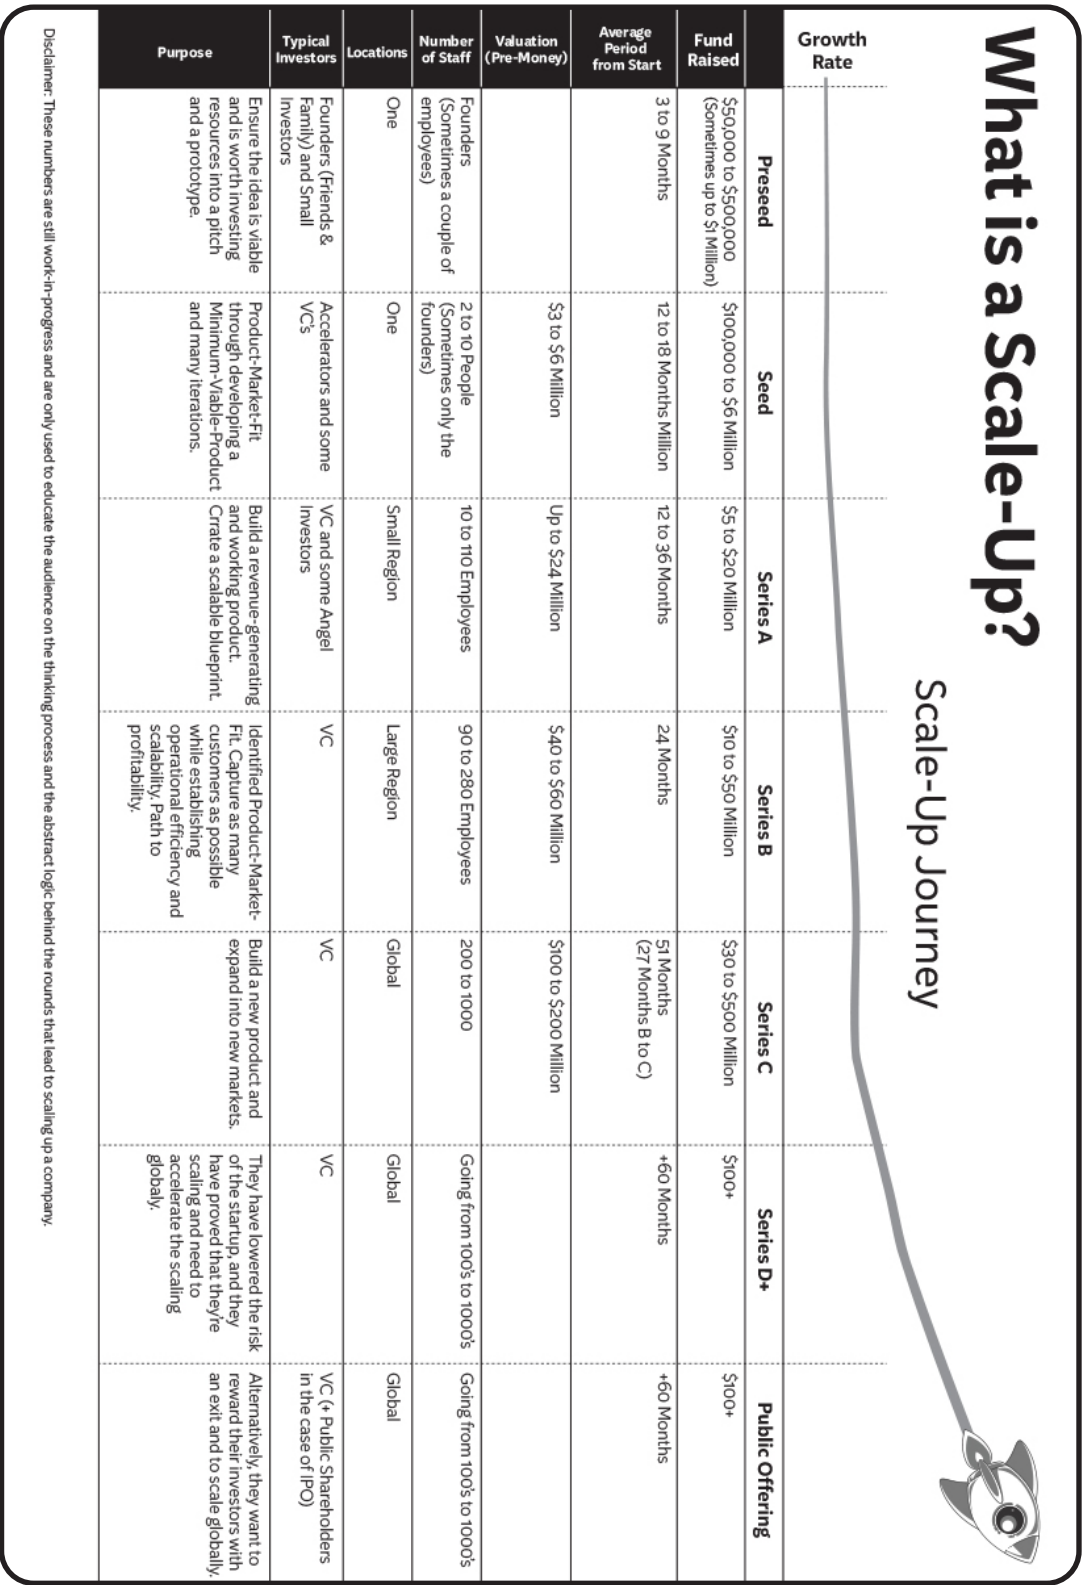 What is a Scale-Up?
Scale-Up Journey
Growth
Rate
Preseed
Seed
Series A
Series B
Series C
Series D+
Public Offering
Fund
Raised
$50,000 to $500,000
(Sometimes up to $1 Million)
$100,000 to $6 Million
$5 to $20 Million
$10 to $50 Million
$30 to $500 Million
$100+
$100+
Average
Period
from Start
3 to 9 Months
12 to 18 Months Million
12 to 36 Months
24 Months
51 Months
(27 Months B to C)
+60 Months
+60 Months
Valuation
(Pre-Money)
$3 to $6 Million
Up to $24 Million
$40 to $60 Million
$100 to $200 Million
Number
of Staff
Founders
(Sometimes a couple of
employees)
2 to 10 People
(Sometimes only the
founders)
10 to 110 Employees
90 to 280 Employees
200 to 1000
Going from 100's to 1000's
Going from 100's to 1000's
Locations
One
One
Small Region
Large Region
Global
Global
Global
Typical
Investors
Founders (Friends &
Family) and Small
Investors
Accelerators and some
VC's
VC and some Angel
Investors
VC
VC
VC
VC (+ Public Shareholders
in the case of IPO)
Purpose
Ensure the idea is viable
and is worth investing
resources into a pitch
and a prototype.
Product-Market-Fit
through developing a
Minimum-Viable-Product
and many iterations.
Build a revenue-generating
and working product.
Crrate a scalable blueprint.
Identified Product-Market-
Fit. Capture as many
customers as possible
while establishing
operational efficiency and
scalability. Path to
profitability.
Build a new product and
expand into new markets.
They have lowered the risk
of the startup, and they
have proved that they're
scaling and need to
accelerate the scaling
globaly.
Alternatively, they want to
reward their investors with
an exit and to scale globally.
Disclaimer: These numbers are still work-in-progress and are only used to educate the audience on the thinking process and the abstract logic behind the rounds that lead to scaling up a company.